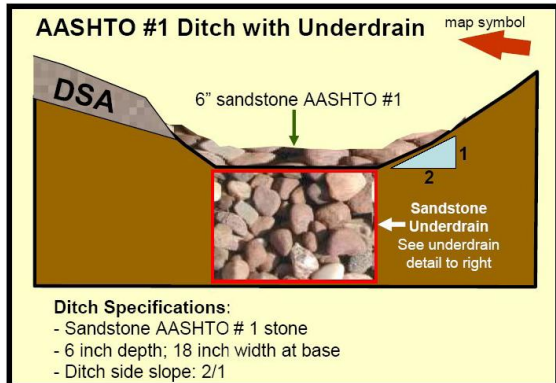 AASHTO #1 Ditch with Underdrain
map symbol
DSA
6” sandstone AASHTO #1
1
2
Sandstone
Underdrain
See underdrain
detail to right
Ditch Specifications:
- Sandstone AASHTO # 1 stone
- 6 inch depth; 18 inch width at base
- Ditch side slope: 2/1